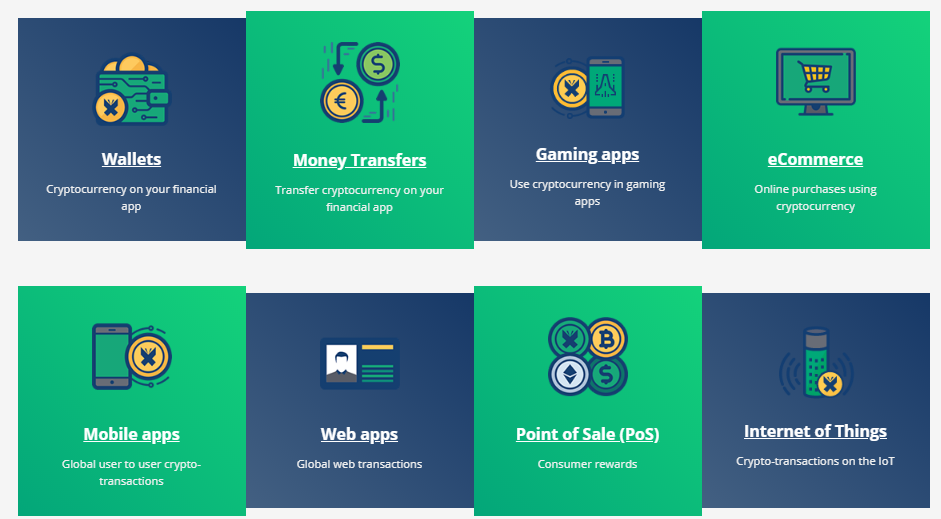 Wallets
Cryptocurrency on your financial
app
Money Transfers
Transfer cryptocurrency on your
financial app
Gaming apps
Use cryptocurrency in gaming
apps
eCommerce
Online purchases using
cryptocurrency
Mobile apps
Global user to user crypto-
transactions
Web apps
Global web transactions
Point of Sale (PoS)
Consumer rewards
Internet of Things
Crypto-transactions on the IoT